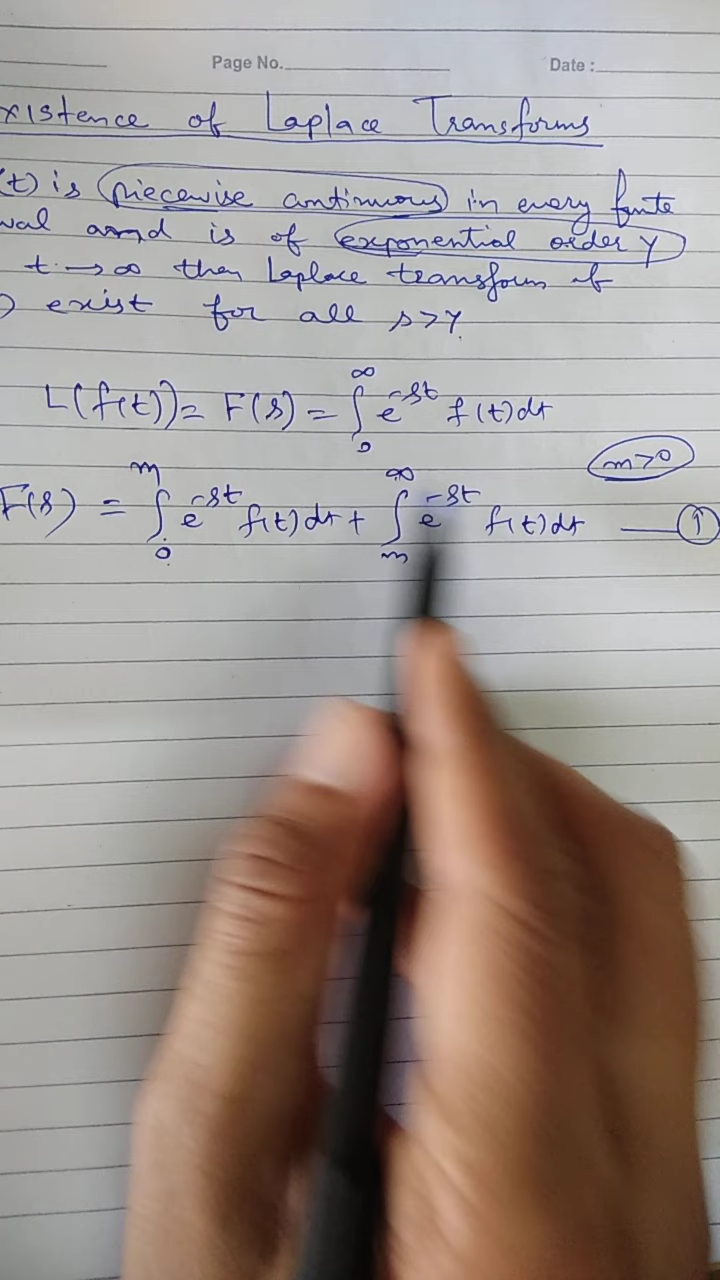 Page No. Date :
xistence of Laplace Transforms
(t) is piecewise continuous in every finite
val and is of exponential order γ
t → ∞ then Laplace transform of
) exist for all s>γ
L(f(t)) = F(s) = ∫₀^∞ e^-st f(t)dt
m>0
F(s) = ∫₀^m e^-st f(t)dt + ∫ₘ^∞ e^-st f(t)dt — ①